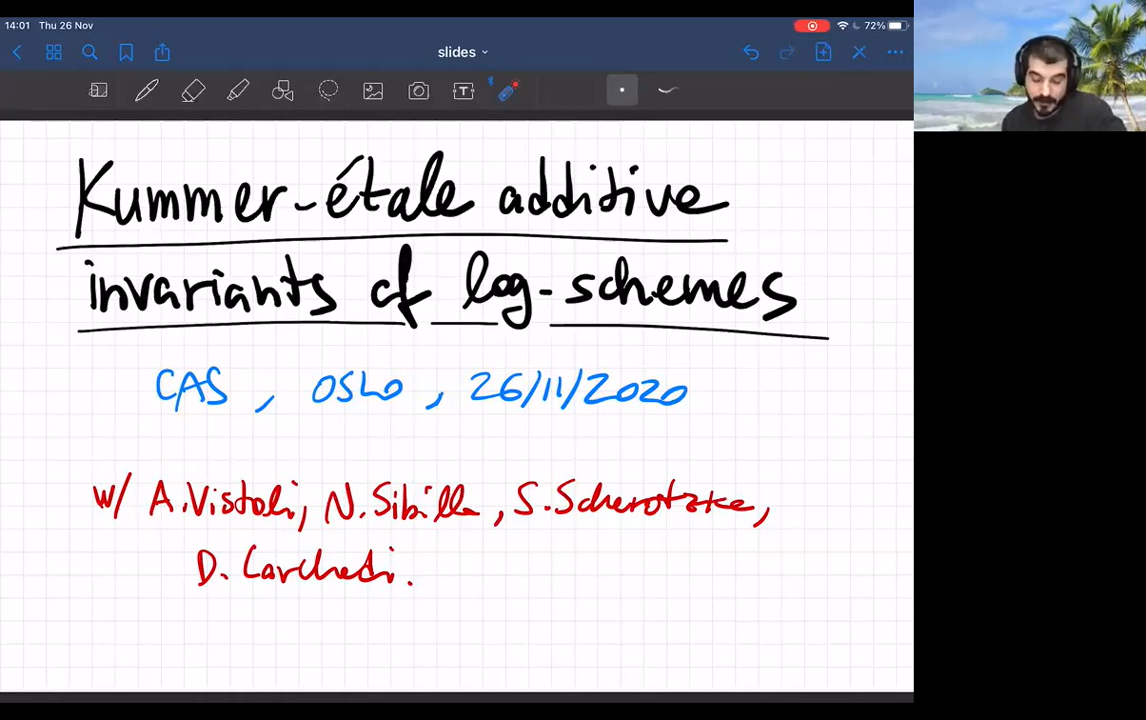 14:01 Thu 26 Nov
72%
slides
T
Kummer-étale additive
invariants of log-schemes
CAS, OSLO, 26/11/2020
w/ A. Vistoli, N. Sibilla, S. Scherotzke,
D. Carchedi.